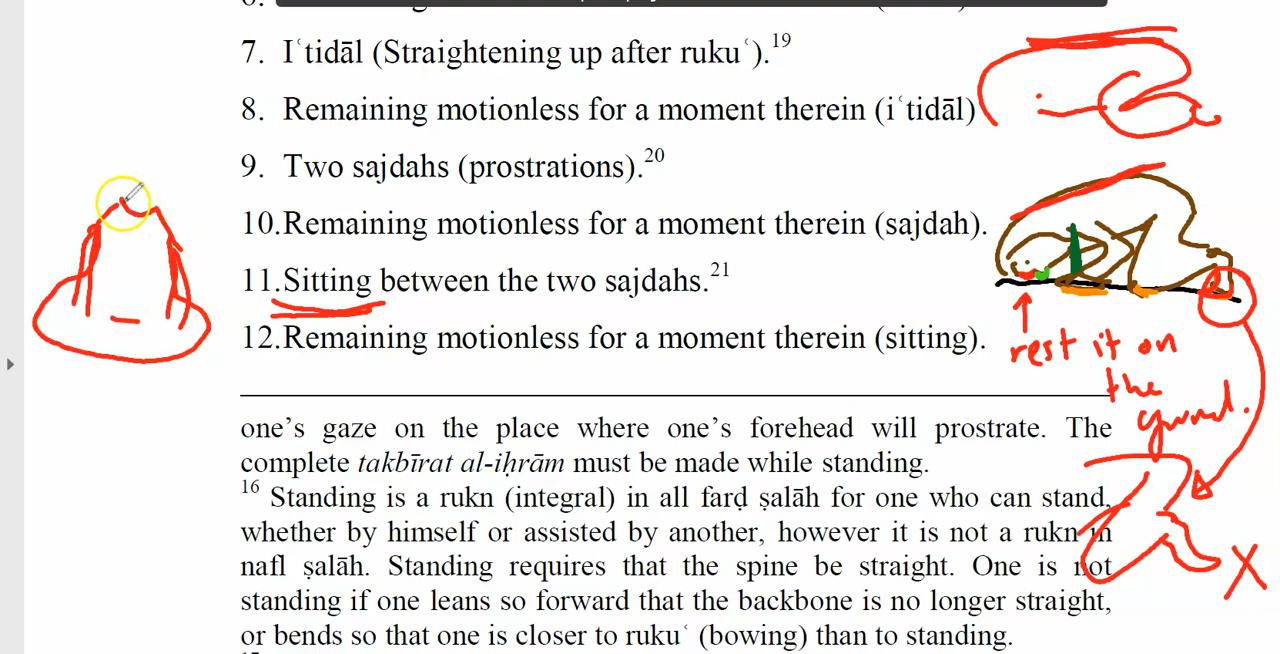 7. Iʿtidāl (Straightening up after rukuʿ).19
8. Remaining motionless for a moment therein (iʿtidāl)
9. Two sajdahs (prostrations).20
10.Remaining motionless for a moment therein (sajdah).
11.Sitting between the two sajdahs.21
12.Remaining motionless for a moment therein (sitting).
rest it on
the
one's gaze on the place where one's forehead will prostrate. The
complete takbīrat al-iḥrām must be made while standing.
16 Standing is a rukn (integral) in all farḍ ṣalāh for one who can stand,
whether by himself or assisted by another, however it is not a rukn in
nafl ṣalāh. Standing requires that the spine be straight. One is not
standing if one leans so forward that the backbone is no longer straight,
or bends so that one is closer to rukuʿ (bowing) than to standing.
X